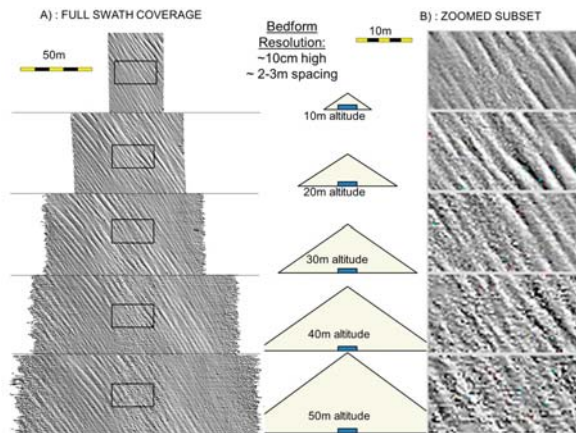 A) : FULL SWATH COVERAGE
50m
Bedform
Resolution:
~10cm high
~ 2-3m spacing
10m
B) : ZOOMED SUBSET
10m altitude
20m altitude
30m altitude
40m altitude
50m altitude